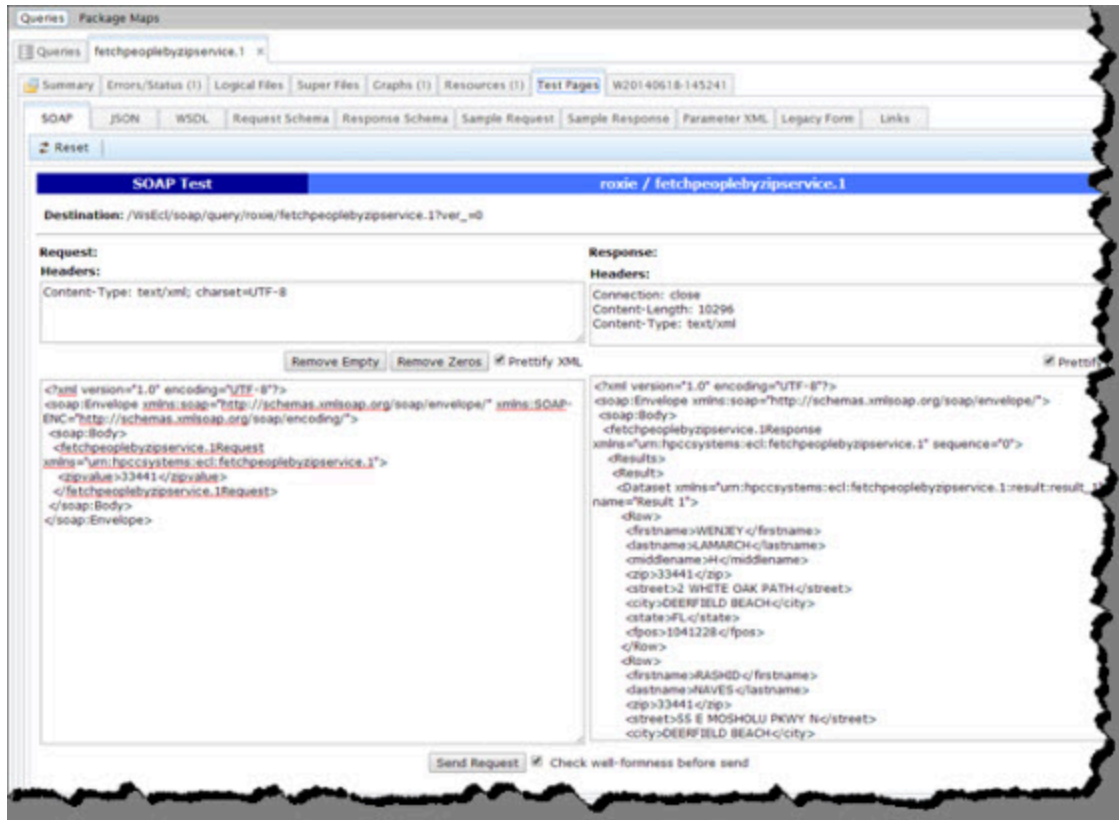 Queries Package Maps
Queries fetchpeoplebyzipservice.1 ×
Summary Errors/Status (1) Logical Files Super Files Graphs (1) Resources (1) Test Pages W20140618-145241
SOAP JSON WSDL Request Schema Response Schema Sample Request Sample Response Parameter XML Legacy Form Links
Reset
SOAP Test roxie / fetchpeoplebyzipservice.1
Destination: /WsEcl/soap/query/roxie/fetchpeoplebyzipservice.1?ver_=0
Request:
Headers:
Content-Type: text/xml; charset=UTF-8
Remove Empty Remove Zeros Prettify XML
<?xml version="1.0" encoding="UTF-8"?>
<soap:Envelope xmlns:soap="http://schemas.xmlsoap.org/soap/envelope/" xmlns:SOAP-
ENC="http://schemas.xmlsoap.org/soap/encoding/">
<soap:Body>
<fetchpeoplebyzipservice.1Request
xmlns="urn:hpccsystems:ecl:fetchpeoplebyzipservice.1">
<zipvalue>33441</zipvalue>
</fetchpeoplebyzipservice.1Request>
</soap:Body>
</soap:Envelope>
Response:
Headers:
Connection: close
Content-Length: 10296
Content-Type: text/xml
Prettif
<?xml version="1.0" encoding="UTF-8"?>
<soap:Envelope xmlns:soap="http://schemas.xmlsoap.org/soap/envelope/">
<soap:Body>
<fetchpeoplebyzipservice.1Response
xmlns="urn:hpccsystems:ecl:fetchpeoplebyzipservice.1" sequence="0">
<Results>
<Result>
<Dataset xmlns="urn:hpccsystems:ecl:fetchpeoplebyzipservice.1:result:result_1"
name="Result 1">
<Row>
<firstname>WENJEY</firstname>
<lastname>LAMARCH</lastname>
<middlename>H</middlename>
<zip>33441</zip>
<street>2 WHITE OAK PATH</street>
<city>DEERFIELD BEACH</city>
<state>FL</state>
<fpos>1041228</fpos>
</Row>
<Row>
<firstname>RASHID</firstname>
<lastname>NAVES</lastname>
<zip>33441</zip>
<street>55 E MOSHOLU PKWY N</street>
<city>DEERFIELD BEACH</city>
Send Request Check well-formness before send